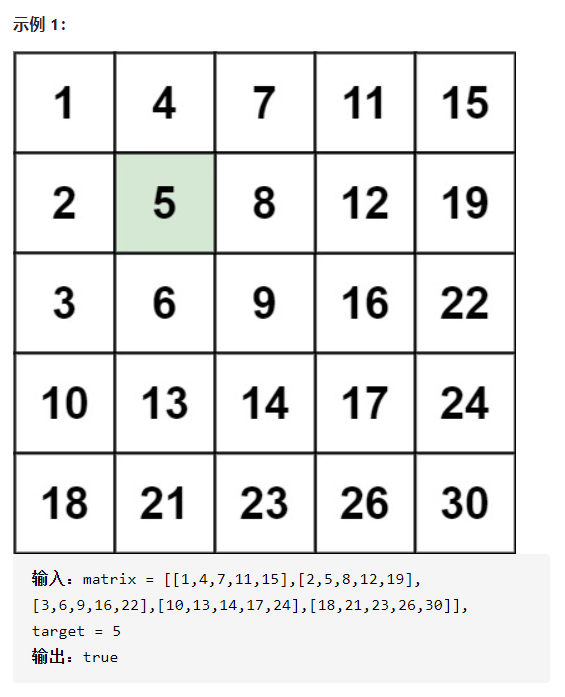 示例 1：
1 4 7 11 15
2 5 8 12 19
3 6 9 16 22
10 13 14 17 24
18 21 23 26 30
输入：matrix = [[1,4,7,11,15],[2,5,8,12,19],
[3,6,9,16,22],[10,13,14,17,24],[18,21,23,26,30]],
target = 5
输出：true